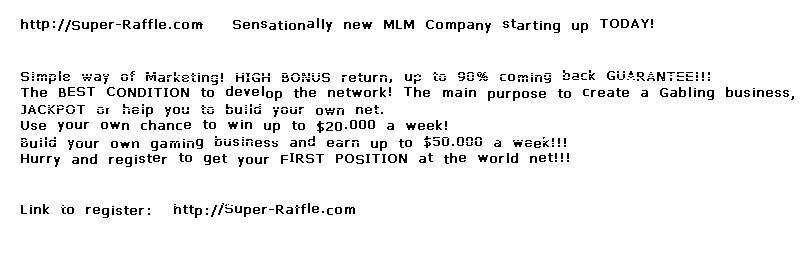 http://Super-Raffle.com Sensationally new MLM Company starting up TODAY!
Simple way of Marketing! HIGH BONUS return, up to 90% coming back GUARANTEE!!!
The BEST CONDITION to develop the network! The main purpose to create a Gabling business,
JACKPOT or help you to build your own net.
Use your own chance to win up to $20.000 a week!
Build your own gaming business and earn up to $50.000 a week!!!
Hurry and register to get your FIRST POSITION at the world net!!!
Link to register: http://Super-Raffle.com